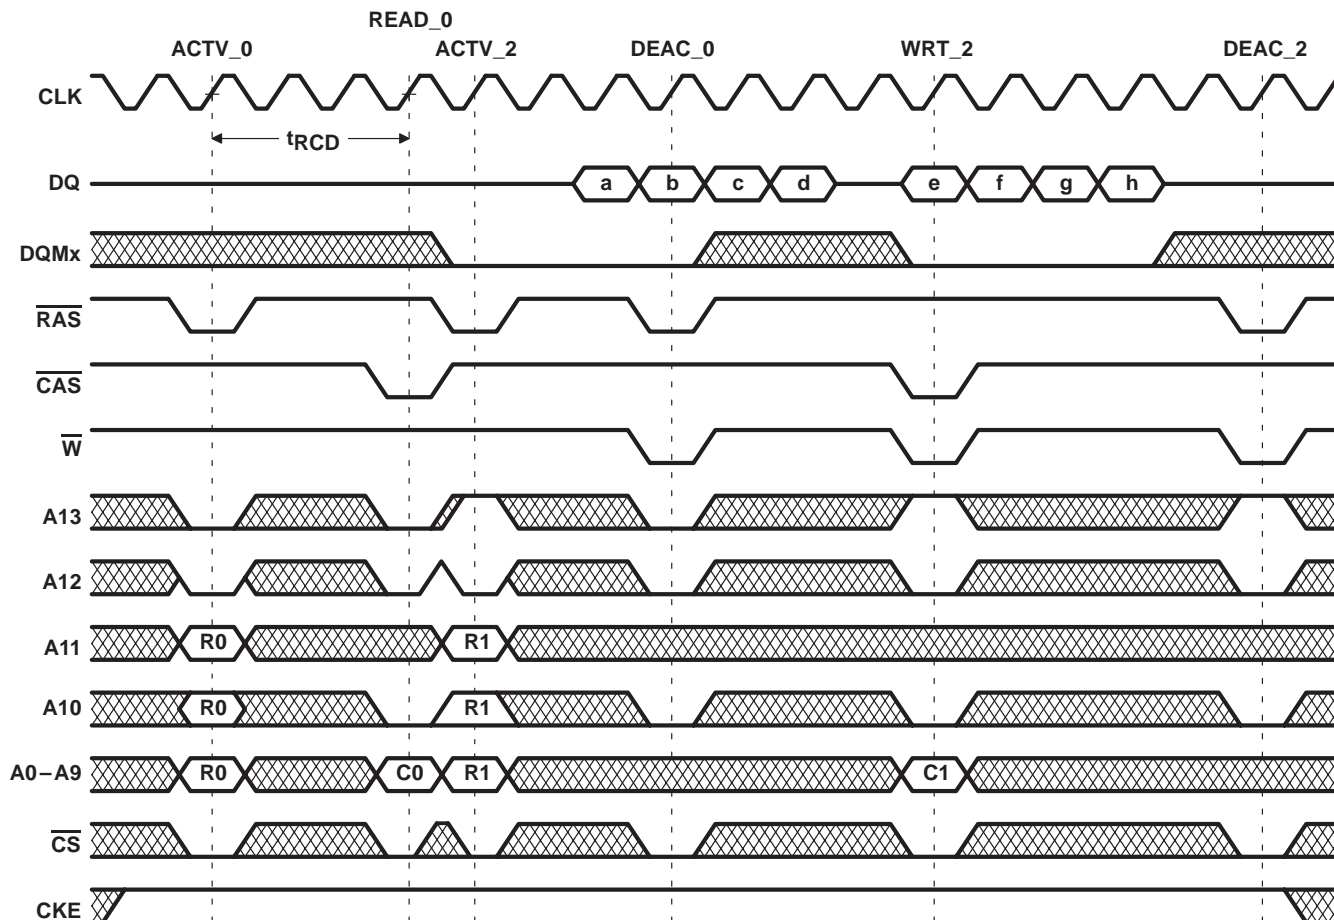 READ_0
ACTV_0 ACTV_2 DEAC_0 WRT_2 DEAC_2
CLK
tRCD
DQ a b c d e f g h
DQMx
RAS
CAS
W
A13
A12
A11 R0 R1
A10 R0 R1
A0–A9 R0 C0 R1 C1
CS
CKE